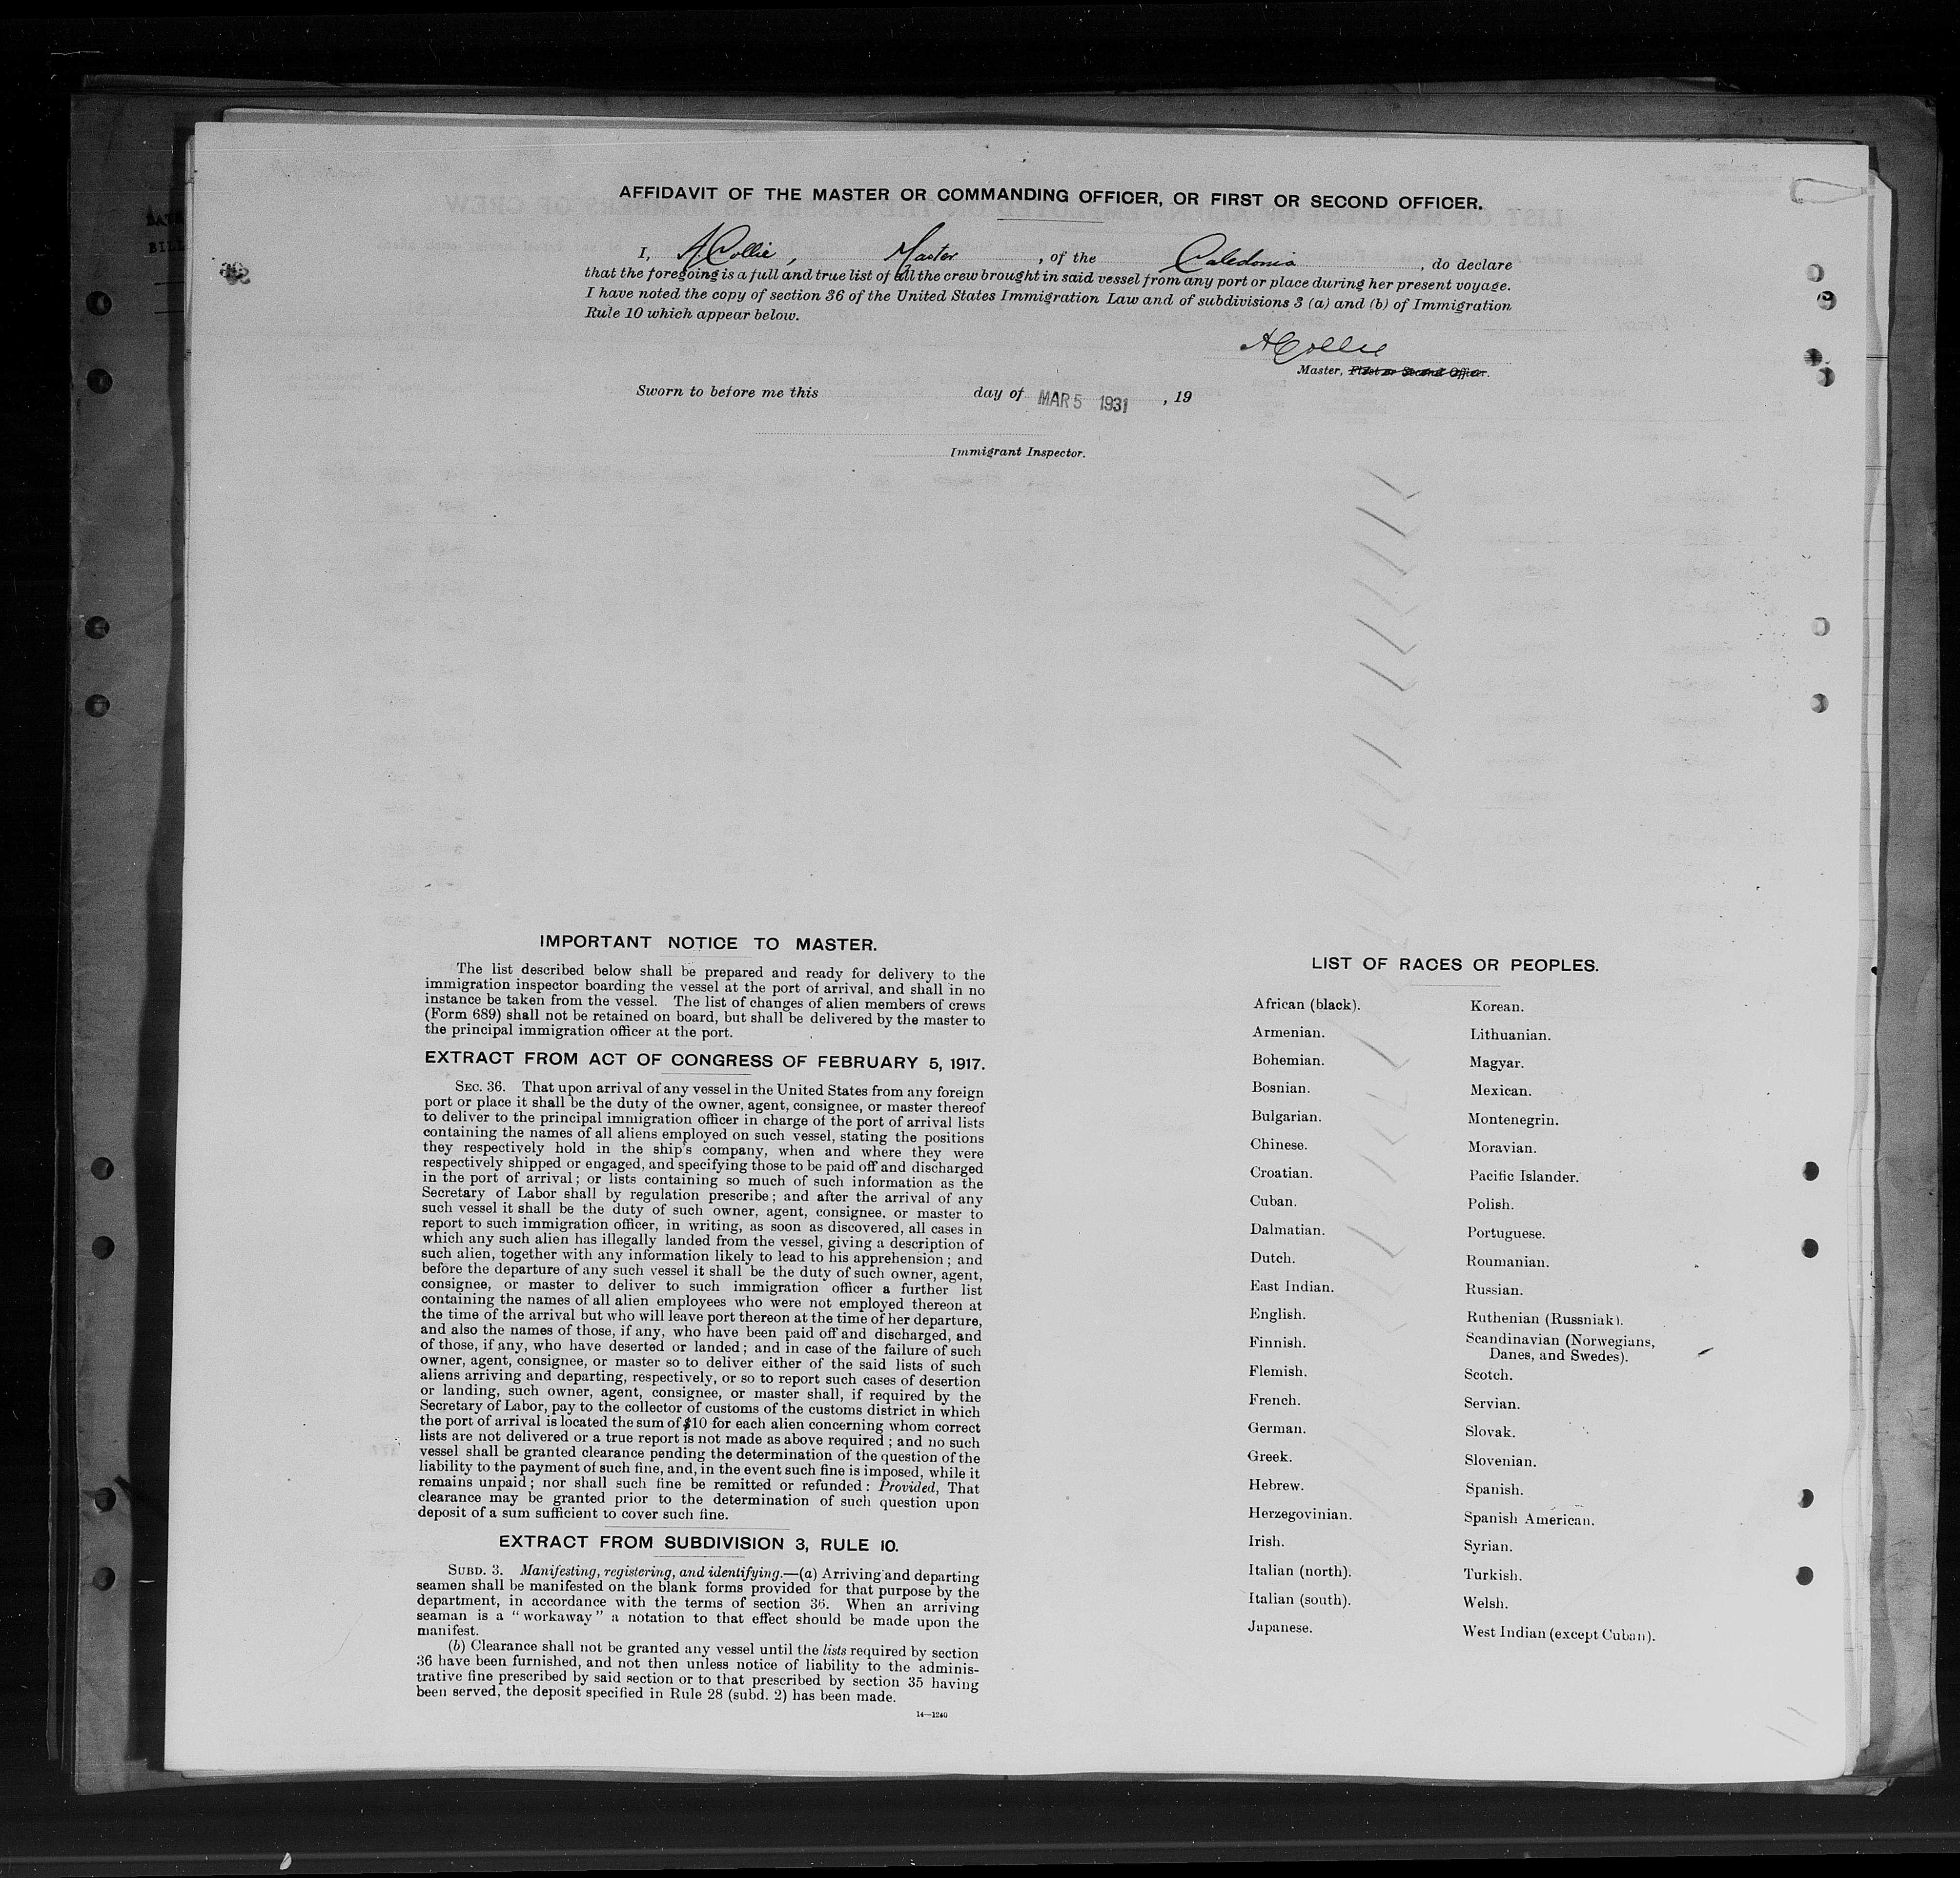 AFFIDAVIT OF THE MASTER OR COMMANDING OFFICER, OR FIRST OR SECOND OFFICER.
I, A Collie, Master, of the Caledonia, do declare
that the foregoing is a full and true list of all the crew brought in said vessel from any port or place during her present voyage.
I have noted the copy of section 36 of the United States Immigration Law and of subdivisions 3 (a) and (b) of Immigration
Rule 10 which appear below.
A Collie
Master, First or Second Officer.
Sworn to before me this day of MAR 5 1931, 19
Immigrant Inspector.
IMPORTANT NOTICE TO MASTER.
The list described below shall be prepared and ready for delivery to the
immigration inspector boarding the vessel at the port of arrival, and shall in no
instance be taken from the vessel. The list of changes of alien members of crews
(Form 689) shall not be retained on board, but shall be delivered by the master to
the principal immigration officer at the port.
EXTRACT FROM ACT OF CONGRESS OF FEBRUARY 5, 1917.
SEC. 36. That upon arrival of any vessel in the United States from any foreign
port or place it shall be the duty of the owner, agent, consignee, or master thereof
to deliver to the principal immigration officer in charge of the port of arrival lists
containing the names of all aliens employed on such vessel, stating the positions
they respectively hold in the ship's company, when and where they were
respectively shipped or engaged, and specifying those to be paid off and discharged
in the port of arrival; or lists containing so much of such information as the
Secretary of Labor shall by regulation prescribe; and after the arrival of any
such vessel it shall be the duty of such owner, agent, consignee. or master to
report to such immigration officer, in writing, as soon as discovered, all cases in
which any such alien has illegally landed from the vessel, giving a description of
such alien, together with any information likely to lead to his apprehension; and
before the departure of any such vessel it shall be the duty of such owner, agent,
consignee, or master to deliver to such immigration officer a further list
containing the names of all alien employees who were not employed thereon at
the time of the arrival but who will leave port thereon at the time of her departure,
and also the names of those, if any, who have been paid off and discharged, and
of those, if any, who have deserted or landed; and in case of the failure of such
owner, agent, consignee, or master so to deliver either of the said lists of such
aliens arriving and departing, respectively, or so to report such cases of desertion
or landing, such owner, agent, consignee, or master shall, if required by the
Secretary of Labor, pay to the collector of customs of the customs district in which
the port of arrival is located the sum of $10 for each alien concerning whom correct
lists are not delivered or a true report is not made as above required; and no such
vessel shall be granted clearance pending the determination of the question of the
liability to the payment of such fine, and, in the event such fine is imposed, while it
remains unpaid; nor shall such fine be remitted or refunded: Provided, That
clearance may be granted prior to the determination of such question upon
deposit of a sum sufficient to cover such fine.
EXTRACT FROM SUBDIVISION 3, RULE 10.
SUBD. 3. Manifesting, registering, and identifying.—(a) Arriving and departing
seamen shall be manifested on the blank forms provided for that purpose by the
department, in accordance with the terms of section 36. When an arriving
seaman is a "workaway" a notation to that effect should be made upon the
manifest.
(b) Clearance shall not be granted any vessel until the lists required by section
36 have been furnished, and not then unless notice of liability to the adminis-
trative fine prescribed by said section or to that prescribed by section 35 having
been served, the deposit specified in Rule 28 (subd. 2) has been made.
14—1240
LIST OF RACES OR PEOPLES.
African (black).
Armenian.
Bohemian.
Bosnian.
Bulgarian.
Chinese.
Croatian.
Cuban.
Dalmatian.
Dutch.
East Indian.
English.
Finnish.
Flemish.
French.
German.
Greek.
Hebrew.
Herzegovinian.
Irish.
Italian (north).
Italian (south).
Japanese.
Korean.
Lithuanian.
Magyar.
Mexican.
Montenegrin.
Moravian.
Pacific Islander.
Polish.
Portuguese.
Roumanian.
Russian.
Ruthenian (Russniak).
Scandinavian (Norwegians,
Danes, and Swedes).
Scotch.
Servian.
Slovak.
Slovenian.
Spanish.
Spanish American.
Syrian.
Turkish.
Welsh.
West Indian (except Cuban).